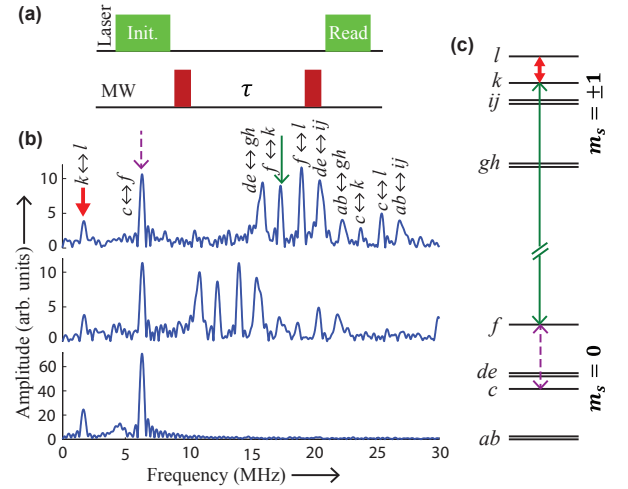 (a)
Laser
Init.
Read
MW
τ
(b)
k↔l
c↔f
de↔gh
f↔k
f↔l
de↔ij
ab↔gh
c↔k
c↔l
ab↔ij
Amplitude (arb. units)
10
5
0
10
5
0
60
40
20
0
0
5
10
15
20
25
30
Frequency (MHz)
(c)
l
k
ij
gh
f
de
c
ab
mₛ = ±1
mₛ = 0